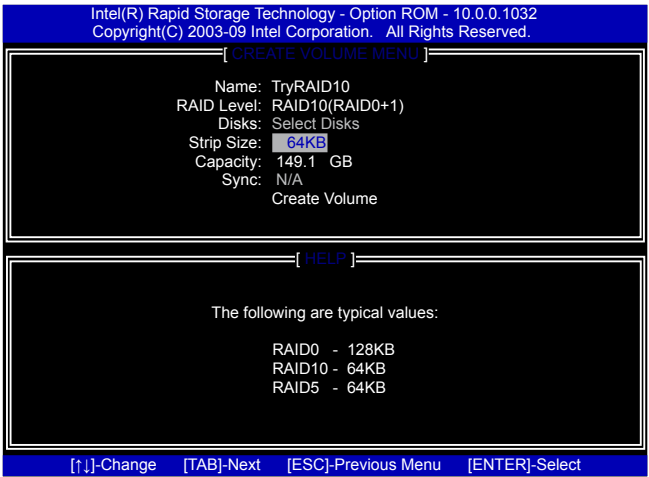 Intel(R) Rapid Storage Technology - Option ROM - 10.0.0.1032
Copyright(C) 2003-09 Intel Corporation. All Rights Reserved.
[ CREATE VOLUME MENU ]
Name: TryRAID10
RAID Level: RAID10(RAID0+1)
Disks: Select Disks
Strip Size: 64KB
Capacity: 149.1 GB
Sync: N/A
Create Volume
[ HELP ]
The following are typical values:
RAID0 - 128KB
RAID10 - 64KB
RAID5 - 64KB
[↑↓]-Change [TAB]-Next [ESC]-Previous Menu [ENTER]-Select